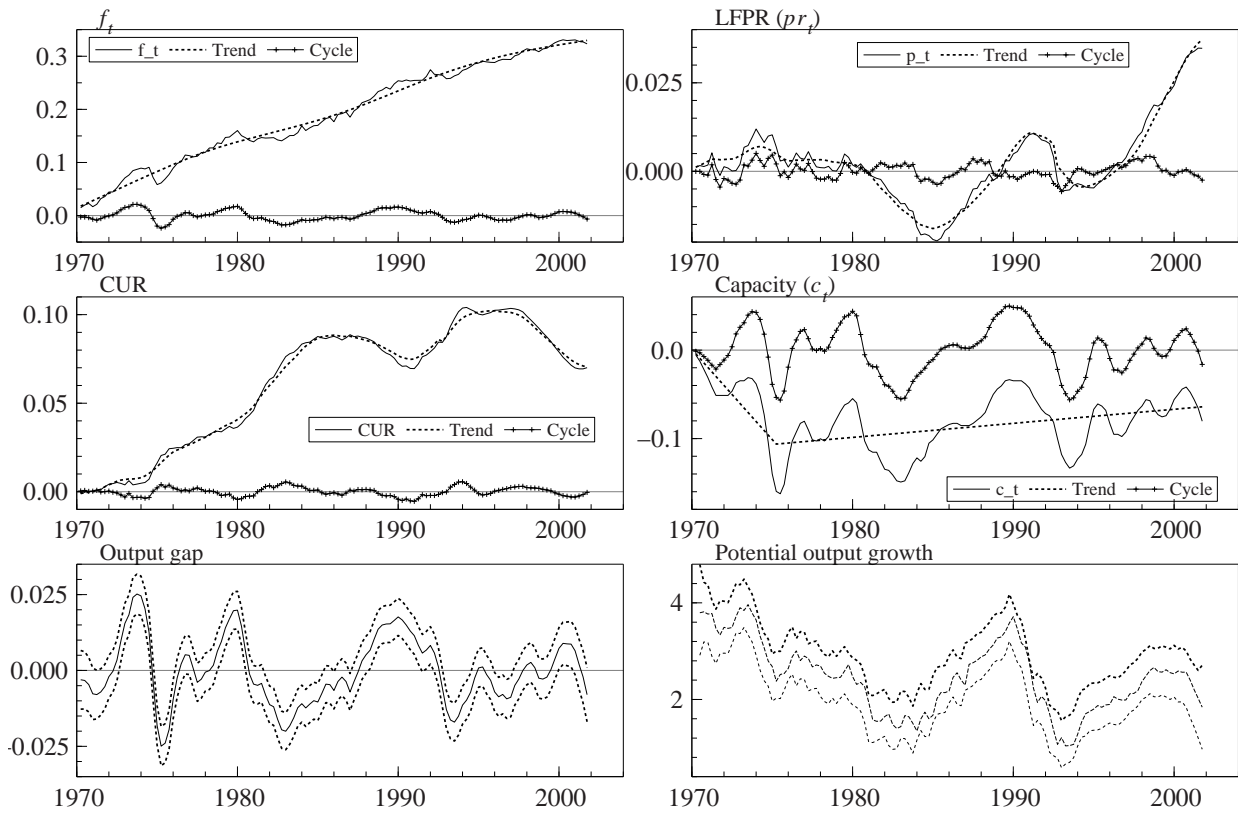 f_t
f_t Trend Cycle
0.3
0.2
0.1
0.0
1970 1980 1990 2000
LFPR (pr_t)
p_t Trend Cycle
0.025
0.000
1970 1980 1990 2000
CUR
0.10
0.05
0.00
CUR Trend Cycle
1970 1980 1990 2000
Capacity (c_t)
0.0
−0.1
c_t Trend Cycle
1970 1980 1990 2000
Output gap
0.025
0.000
-0.025
1970 1980 1990 2000
Potential output growth
4
2
1970 1980 1990 2000